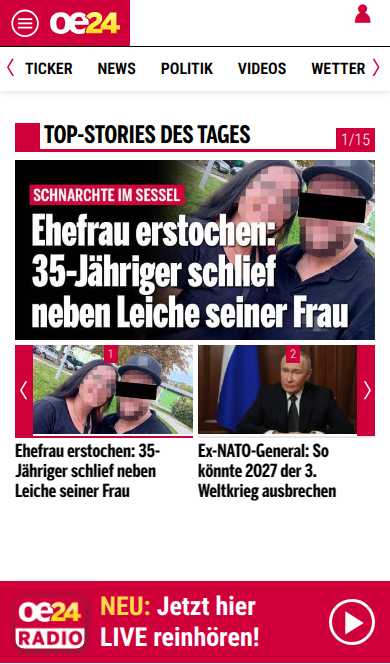 oe24
TICKER NEWS POLITIK VIDEOS WETTER
TOP-STORIES DES TAGES
1/15
SCHNARCHTE IM SESSEL
Ehefrau erstochen:
35-Jähriger schlief
neben Leiche seiner Frau
1
2
Ehefrau erstochen: 35-
Jähriger schlief neben
Leiche seiner Frau
Ex-NATO-General: So
könnte 2027 der 3.
Weltkrieg ausbrechen
oe24
RADIO
NEU: Jetzt hier
LIVE reinhören!